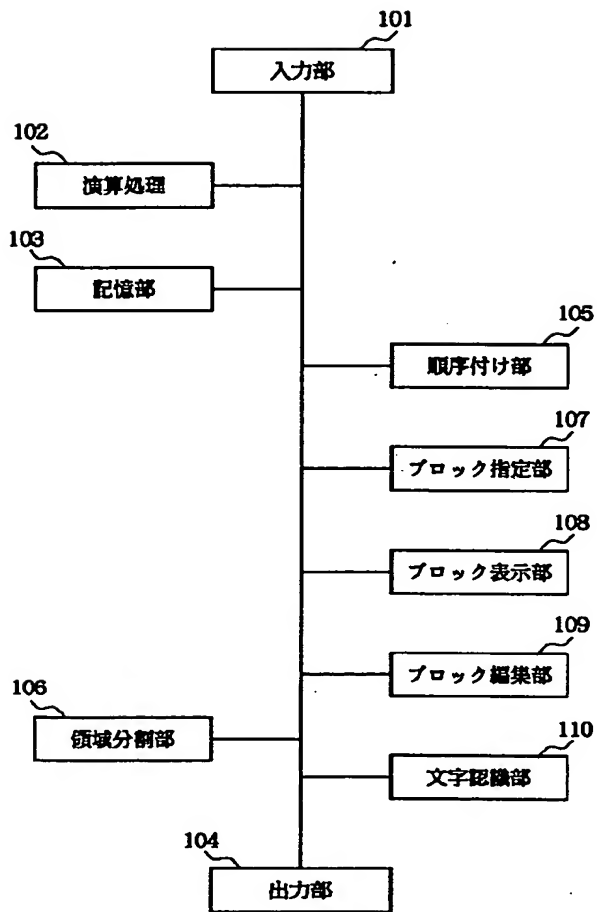 101
入力部
102
演算処理
103
記憶部
105
順序付け部
107
ブロック指定部
108
ブロック表示部
109
ブロック編集部
106
領域分割部
110
文字認識部
104
出力部